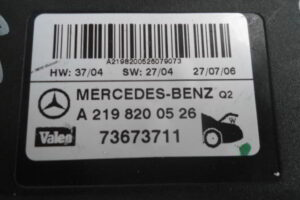 A2198200526079073
HW: 37/04 SW: 27/04 27/07/06
MERCEDES-BENZ Q2
A 219 820 05 26
Valeo 73673711